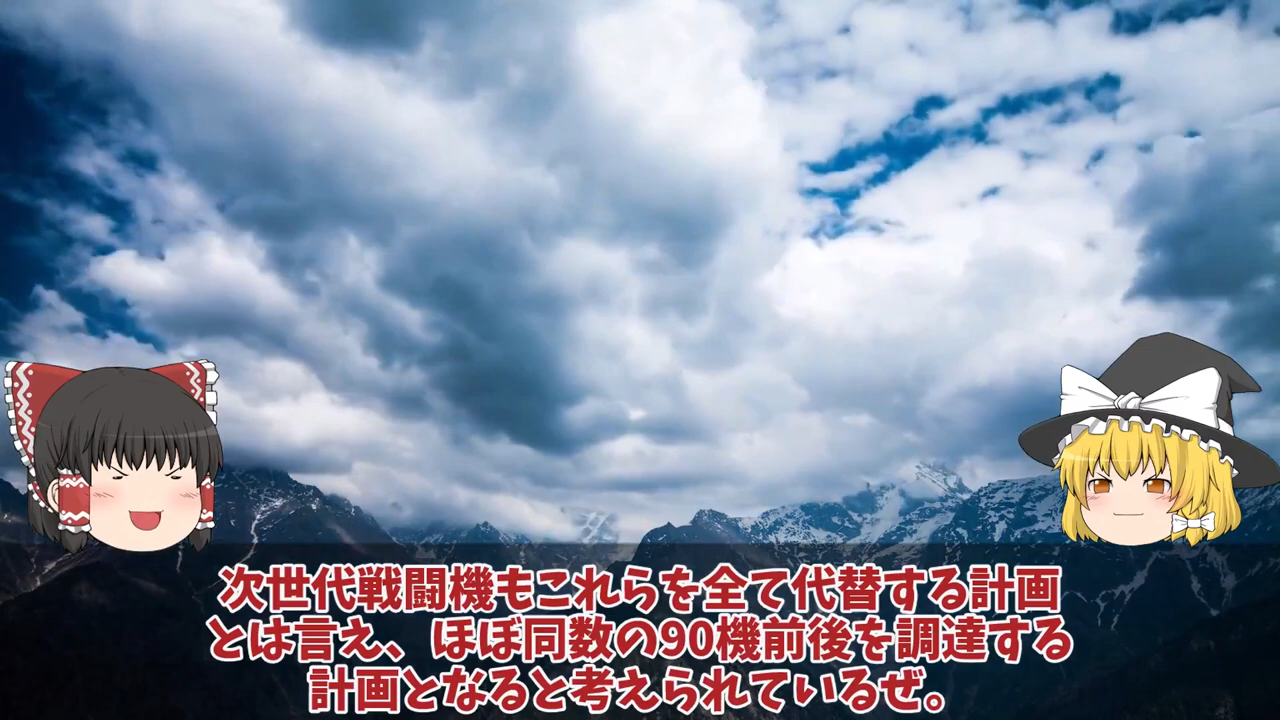 次世代戦闘機もこれらを全て代替する計画
とは言え、ほぼ同数の90機前後を調達する
計画となると考えられているぜ。